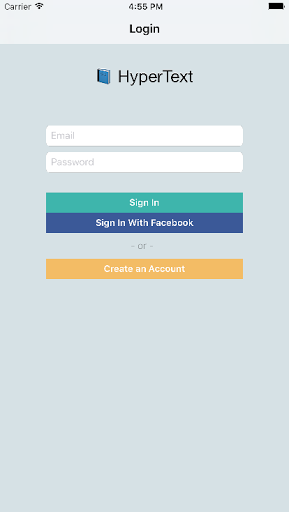 Carrier 4:55 PM
Login
HyperText
Email
Password
Sign In
Sign In With Facebook
- or -
Create an Account